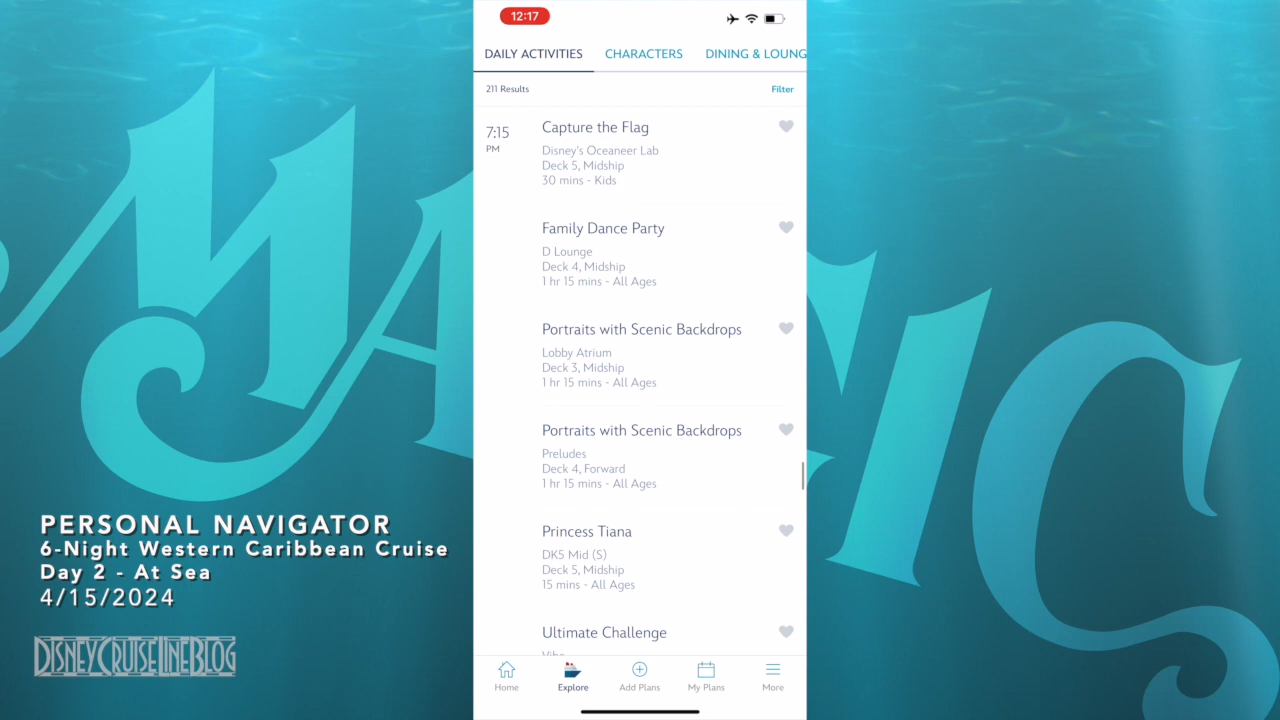 MAGIC
12:17
DAILY ACTIVITIES
CHARACTERS
DINING & LOUNG
211 Results
Filter
7:15
PM
Capture the Flag
Disney's Oceaneer Lab
Deck 5, Midship
30 mins - Kids
Family Dance Party
D Lounge
Deck 4, Midship
1 hr 15 mins - All Ages
Portraits with Scenic Backdrops
Lobby Atrium
Deck 3, Midship
1 hr 15 mins - All Ages
Portraits with Scenic Backdrops
Preludes
Deck 4, Forward
1 hr 15 mins - All Ages
Princess Tiana
DK5 Mid (S)
Deck 5, Midship
15 mins - All Ages
Ultimate Challenge
Vibe
Home
Explore
Add Plans
My Plans
More
PERSONAL NAVIGATOR
6-Night Western Caribbean Cruise
Day 2 - At Sea
4/15/2024
DISNEYCRUISELINEBLOG